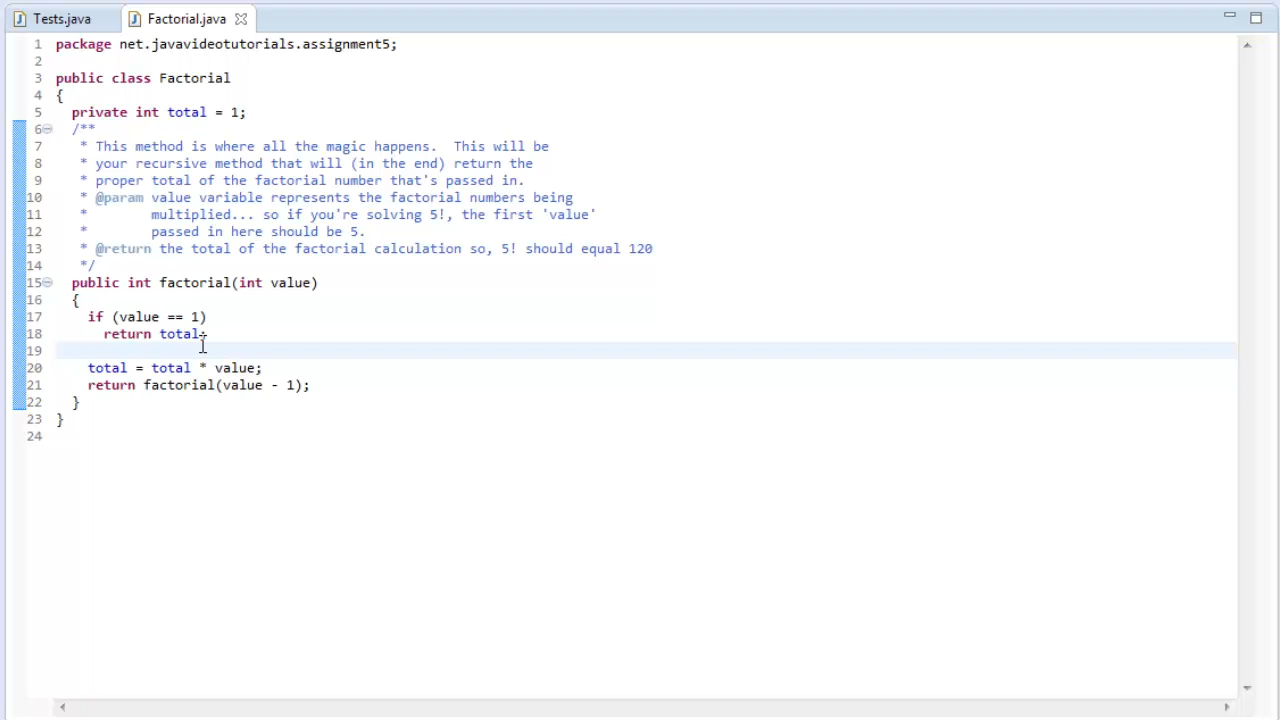 Tests.java Factorial.java
1 package net.javavideotutorials.assignment5;
2
3 public class Factorial
4 {
5 private int total = 1;
6 /**
7 * This method is where all the magic happens. This will be
8 * your recursive method that will (in the end) return the
9 * proper total of the factorial number that's passed in.
10 * @param value variable represents the factorial numbers being
11 * multiplied... so if you're solving 5!, the first 'value'
12 * passed in here should be 5.
13 * @return the total of the factorial calculation so, 5! should equal 120
14 */
15 public int factorial(int value)
16 {
17 if (value == 1)
18 return total;
19
20 total = total * value;
21 return factorial(value - 1);
22 }
23 }
24